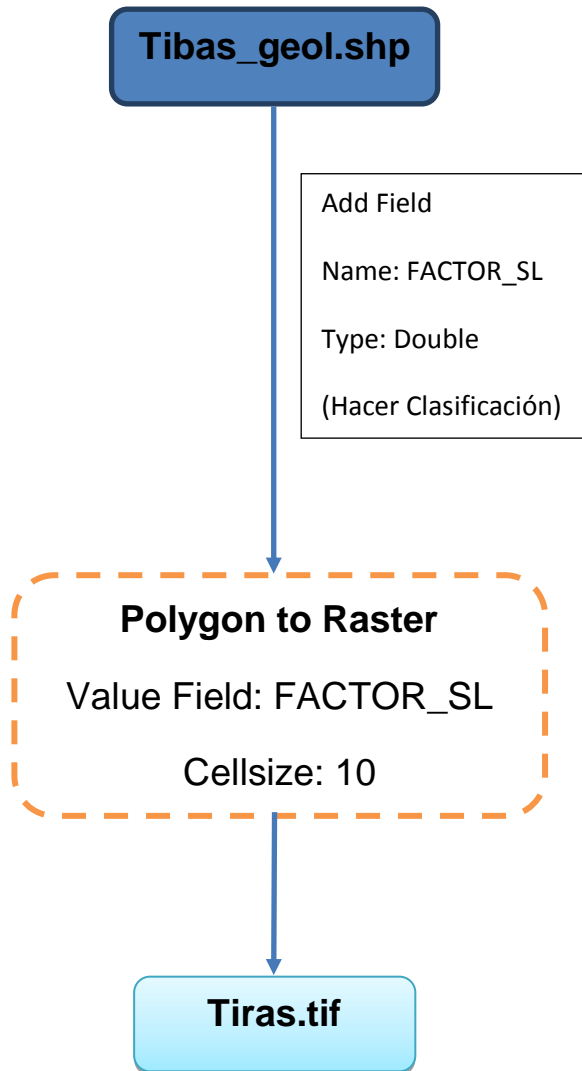 Tibas_geol.shp
Add Field
Name: FACTOR_SL
Type: Double
(Hacer Clasificación)
Polygon to Raster
Value Field: FACTOR_SL
Cellsize: 10
Tiras.tif